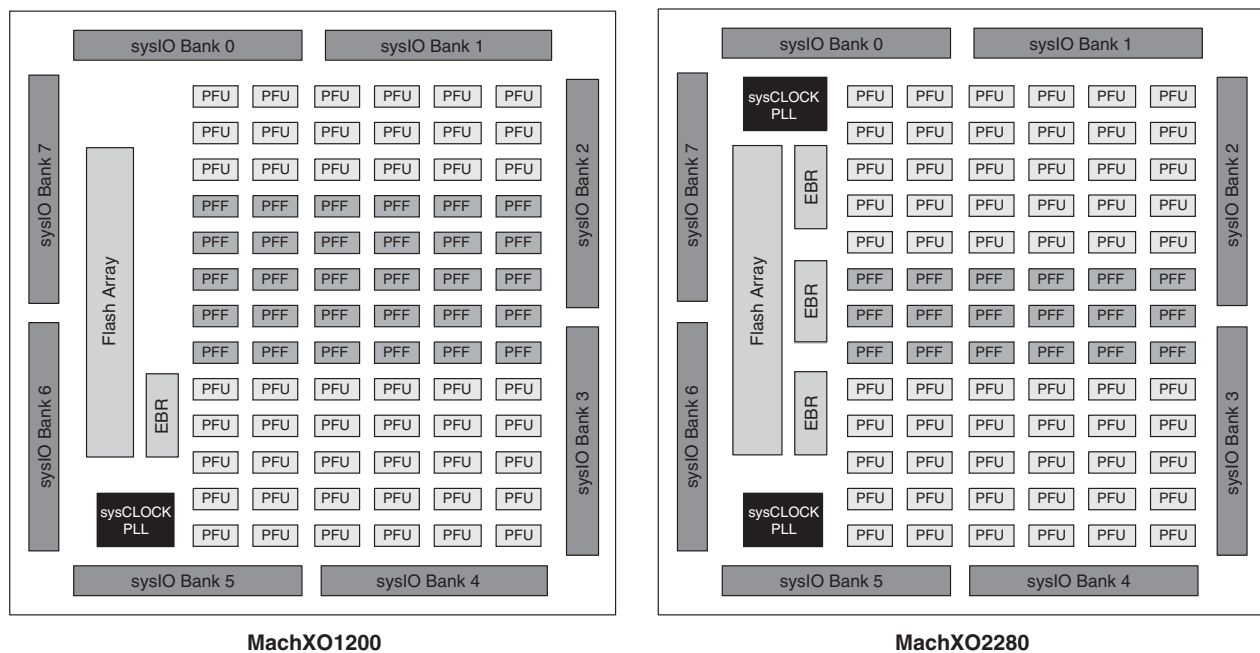 sysIO Bank 0 sysIO Bank 1
sysIO Bank 7
sysIO Bank 6
Flash Array
EBR
sysCLOCK
PLL
PFU PFU PFU PFU PFU PFU
PFU PFU PFU PFU PFU PFU
PFU PFU PFU PFU PFU PFU
PFF PFF PFF PFF PFF PFF
PFF PFF PFF PFF PFF PFF
PFF PFF PFF PFF PFF PFF
PFF PFF PFF PFF PFF PFF
PFF PFF PFF PFF PFF PFF
PFU PFU PFU PFU PFU PFU
PFU PFU PFU PFU PFU PFU
PFU PFU PFU PFU PFU PFU
PFU PFU PFU PFU PFU PFU
PFU PFU PFU PFU PFU PFU
sysIO Bank 2
sysIO Bank 3
sysIO Bank 5 sysIO Bank 4
MachXO1200
sysIO Bank 0 sysIO Bank 1
sysIO Bank 7
sysIO Bank 6
sysCLOCK
PLL
Flash Array
EBR
EBR
EBR
sysCLOCK
PLL
PFU PFU PFU PFU PFU PFU
PFU PFU PFU PFU PFU PFU
PFU PFU PFU PFU PFU PFU
PFU PFU PFU PFU PFU PFU
PFU PFU PFU PFU PFU PFU
PFF PFF PFF PFF PFF PFF
PFF PFF PFF PFF PFF PFF
PFF PFF PFF PFF PFF PFF
PFU PFU PFU PFU PFU PFU
PFU PFU PFU PFU PFU PFU
PFU PFU PFU PFU PFU PFU
PFU PFU PFU PFU PFU PFU
PFU PFU PFU PFU PFU PFU
sysIO Bank 2
sysIO Bank 3
sysIO Bank 5 sysIO Bank 4
MachXO2280